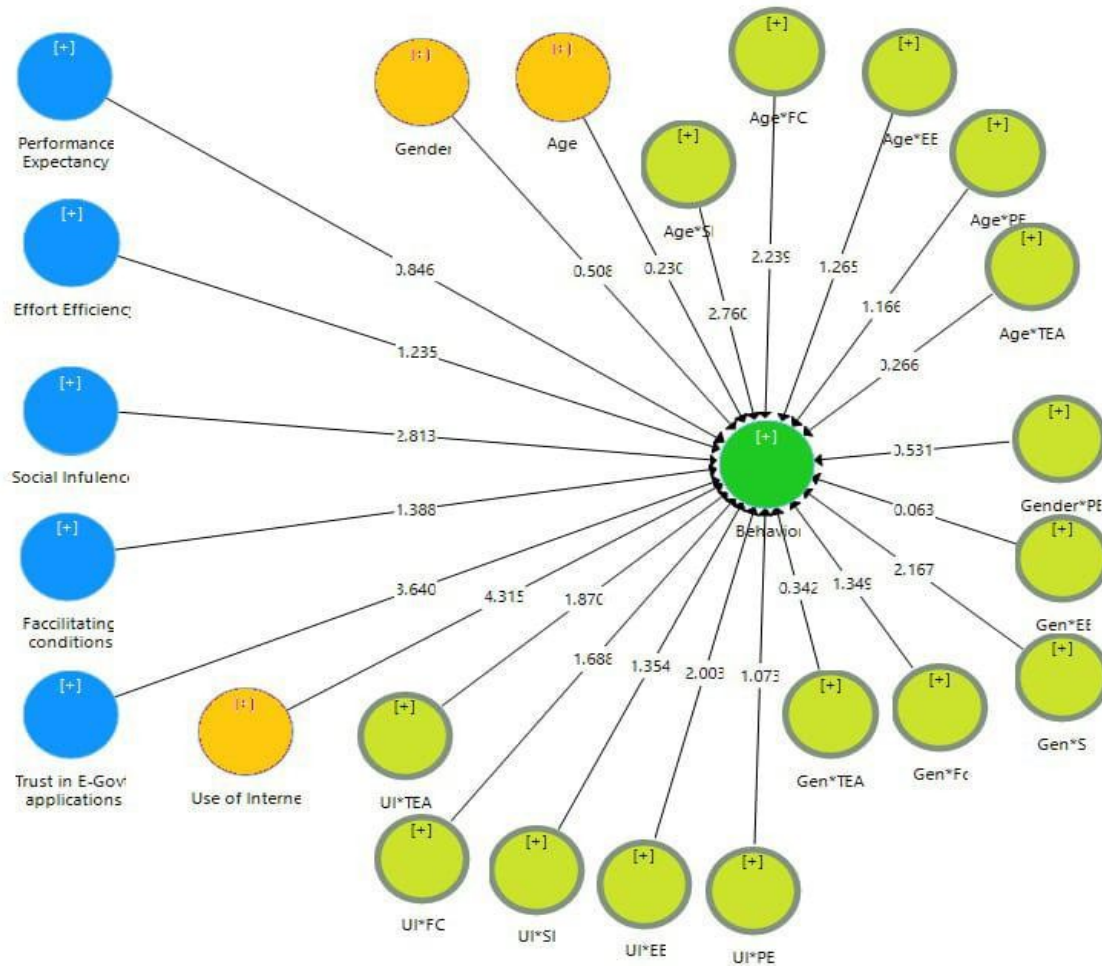 [+]
Performance
Expectancy
[+]
Effort Efficiency
[+]
Social Infulence
[+]
Faccilitating
conditions
[+]
Trust in E-Govt
applications
[+]
Gender
[+]
Age
[+]
Age*SI
[+]
Age*FC
[+]
Age*EE
[+]
Age*PE
[+]
Age*TEA
[+]
Gender*PE
[+]
Gen*EE
[+]
Gen*S
[+]
Gen*Fc
[+]
Gen*TEA
[+]
UI*PE
[+]
UI*EE
[+]
UI*SI
[+]
UI*FC
[+]
UI*TEA
[+]
Use of Interne
[+]
Behavior
0.846
1.235
2.813
1.388
3.640
4.315
1.870
1.688
1.354
2.003
1.073
0.342
1.349
2.167
0.063
0.531
0.266
1.166
1.265
2.239
2.760
0.230
0.508